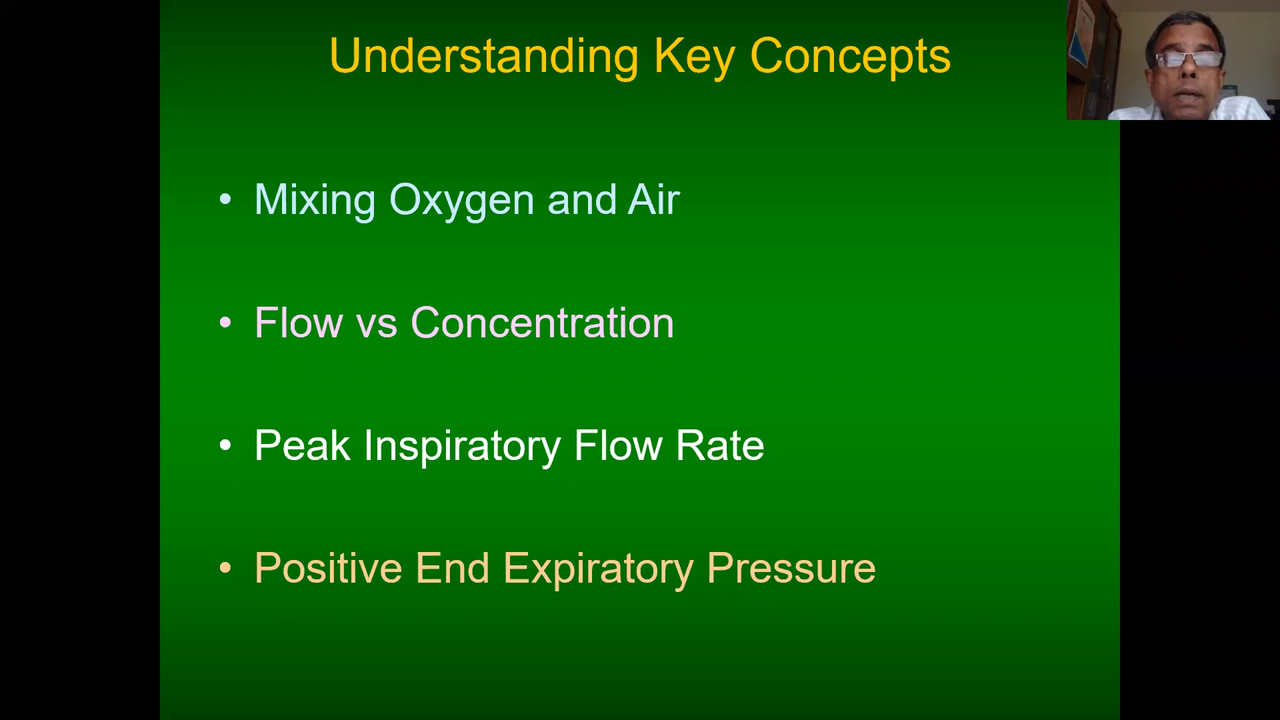 Understanding Key Concepts
• Mixing Oxygen and Air
• Flow vs Concentration
• Peak Inspiratory Flow Rate
• Positive End Expiratory Pressure